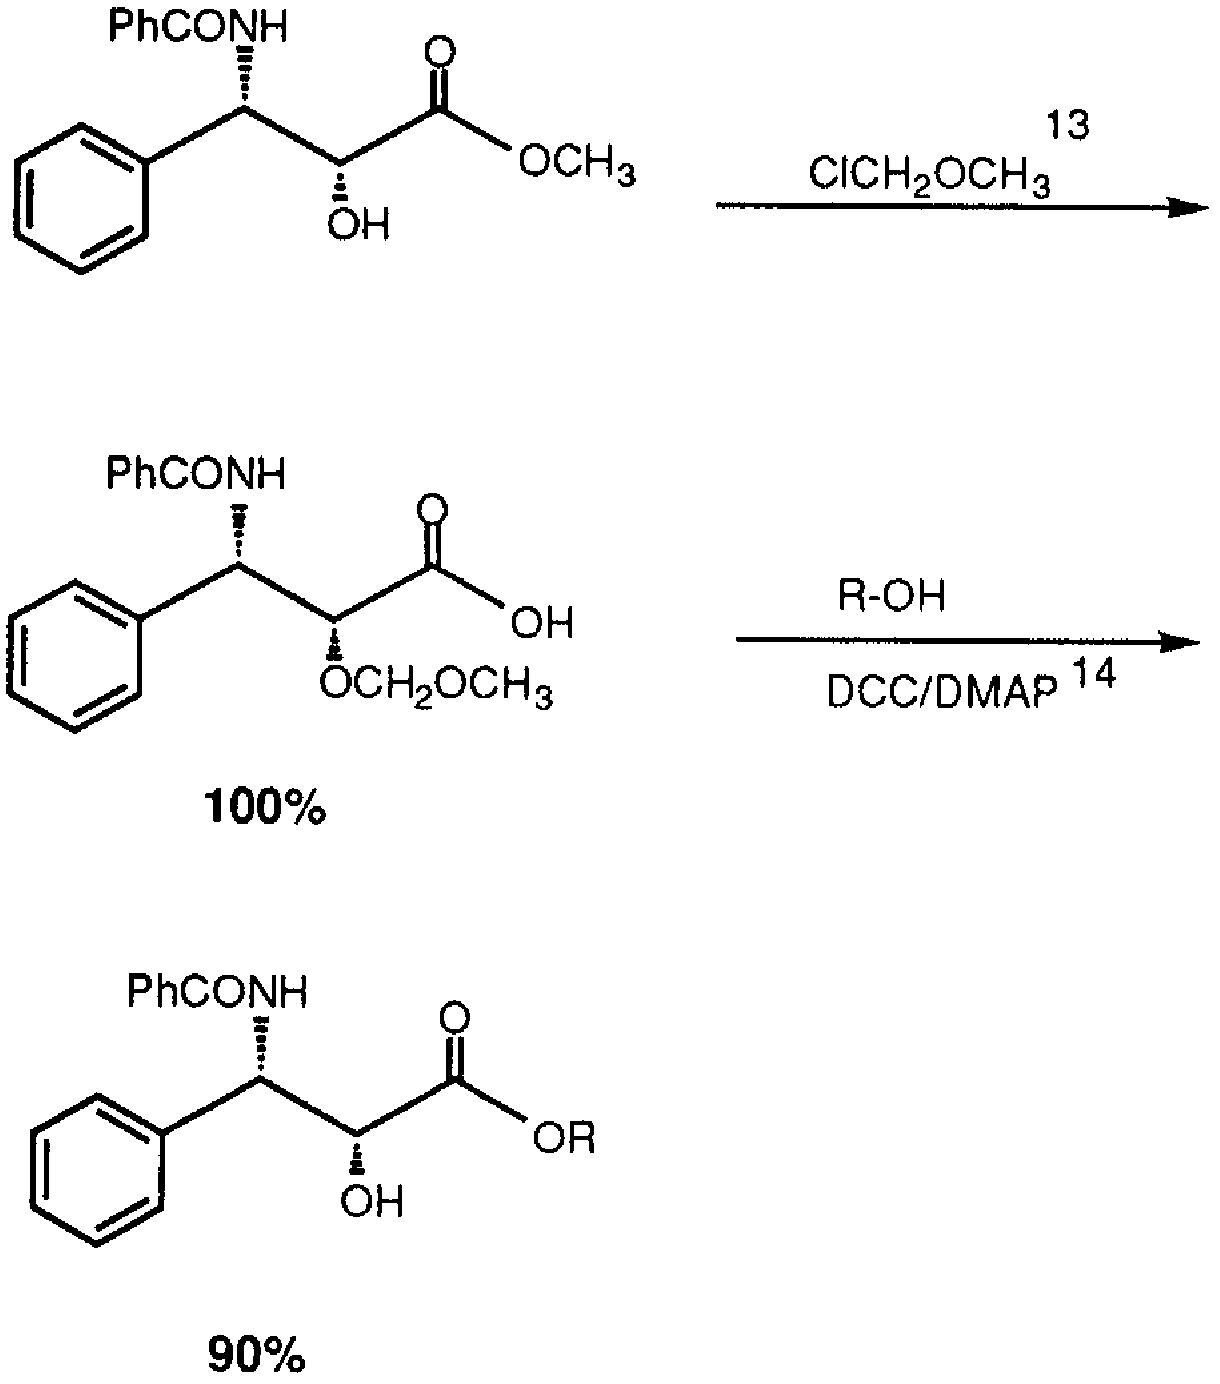 PhCONH
O
OCH3
OH
13
ClCH2OCH3
PhCONH
O
OH
OCH2OCH3
R-OH
DCC/DMAP 14
100%
PhCONH
O
OR
OH
90%